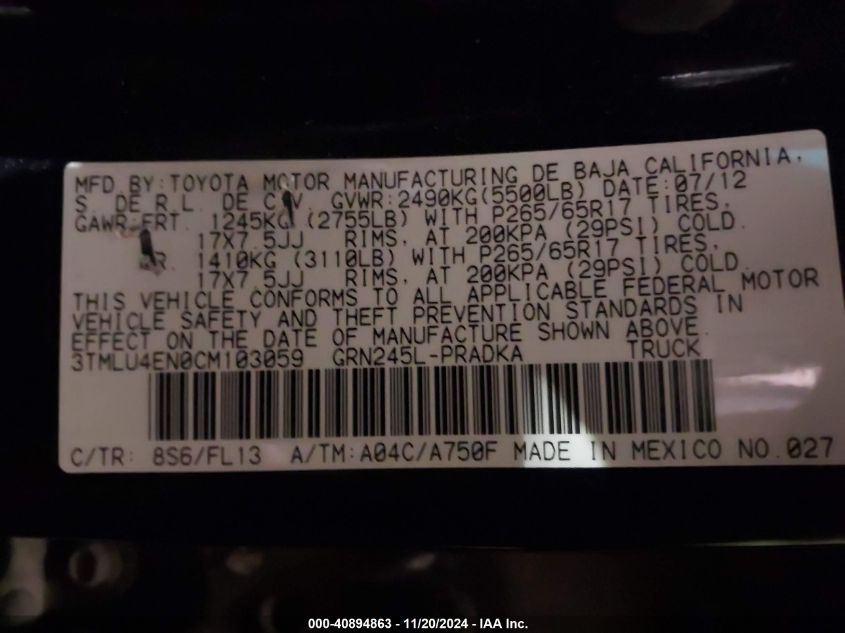 MFD BY: TOYOTA MOTOR MANUFACTURING DE BAJA CALIFORNIA,
S. DE R.L. DE C.V. GVWR: 2490KG(5500LB) DATE: 07/12
GAWR: FRT. 1245KG (2755LB) WITH P265/65R17 TIRES,
17X7.5JJ RIMS, AT 200KPA (29PSI) COLD.
RR. 1410KG (3110LB) WITH P265/65R17 TIRES,
17X7.5JJ RIMS, AT 200KPA (29PSI) COLD.
THIS VEHICLE CONFORMS TO ALL APPLICABLE FEDERAL MOTOR
VEHICLE SAFETY AND THEFT PREVENTION STANDARDS IN
EFFECT ON THE DATE OF MANUFACTURE SHOWN ABOVE.
3TMLU4EN0CM103059 GRN245L-PRADKA TRUCK
C/TR: 8S6/FL13 A/TM: A04C/A750F MADE IN MEXICO NO.027
000-40894863 - 11/20/2024 - IAA Inc.